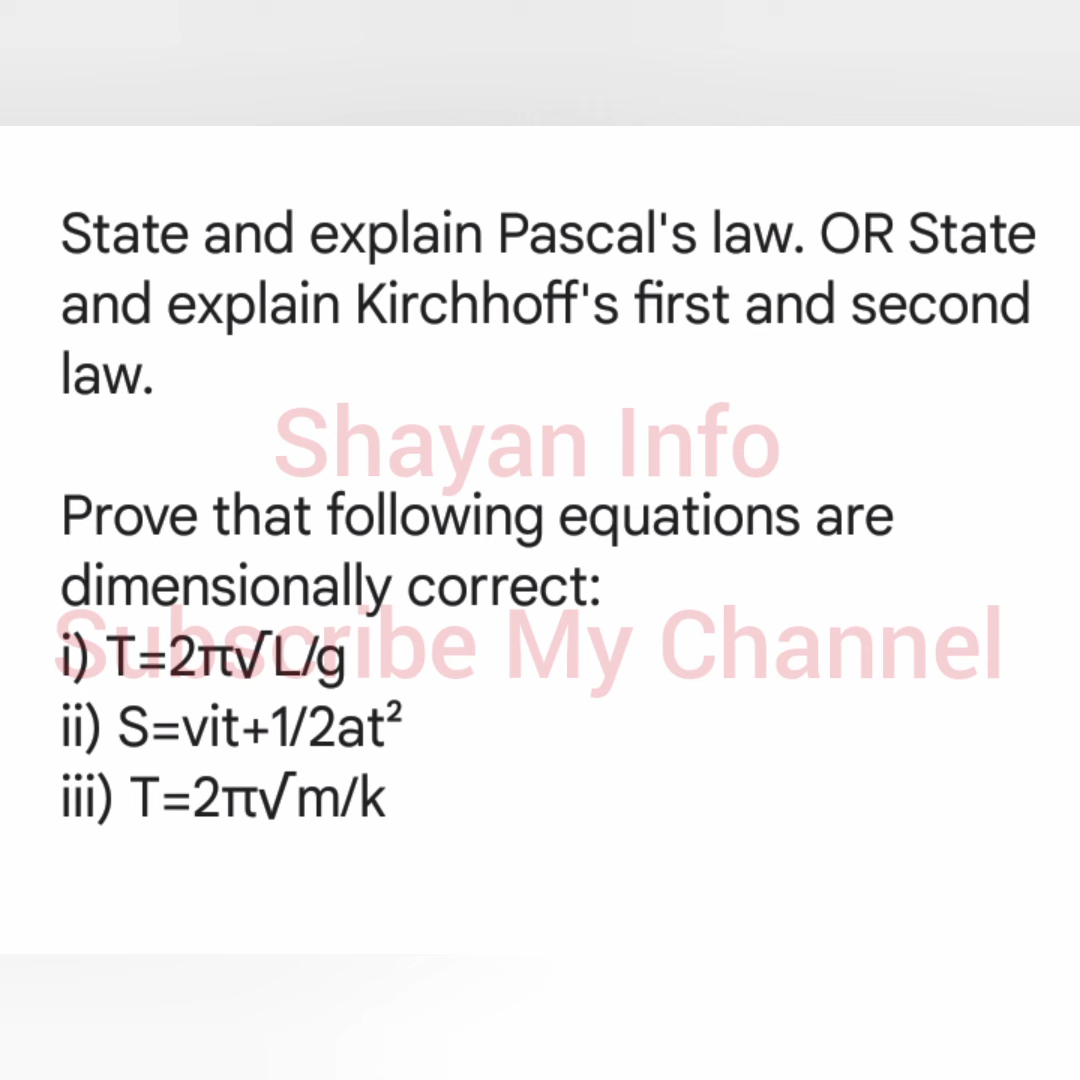 State and explain Pascal's law. OR State
and explain Kirchhoff's first and second
law.
Shayan Info
Prove that following equations are
dimensionally correct:
Subscribe My Channel
i) T=2π√L/g
ii) S=vit+1/2at²
iii) T=2π√m/k